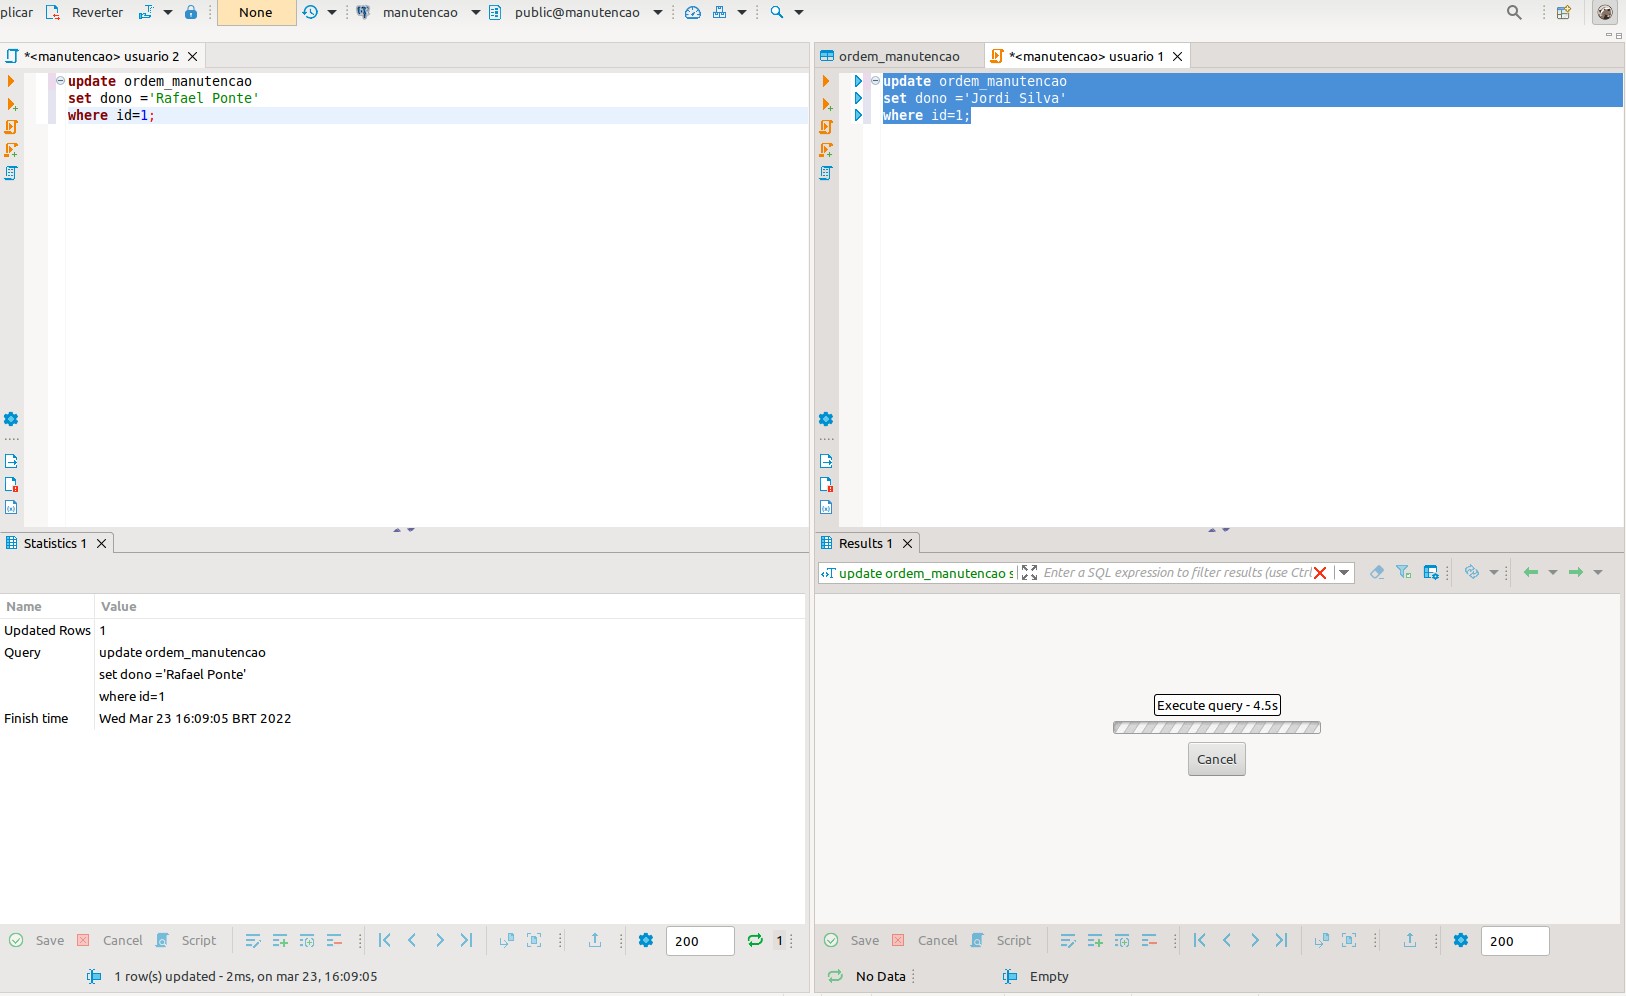 plicar Reverter None manutencao public@manutencao
*<manutencao> usuario 2
update ordem_manutencao
set dono ='Rafael Ponte'
where id=1;
Statistics 1
Name Value
Updated Rows 1
Query update ordem_manutencao
set dono ='Rafael Ponte'
where id=1
Finish time Wed Mar 23 16:09:05 BRT 2022
Save Cancel Script 200 1
1 row(s) updated - 2ms, on mar 23, 16:09:05
ordem_manutencao *<manutencao> usuario 1
update ordem_manutencao
set dono ='Jordi Silva'
where id=1;
Results 1
update ordem_manutencao s Enter a SQL expression to filter results (use Ctrl
Execute query - 4.5s
Cancel
Save Cancel Script 200
No Data Empty